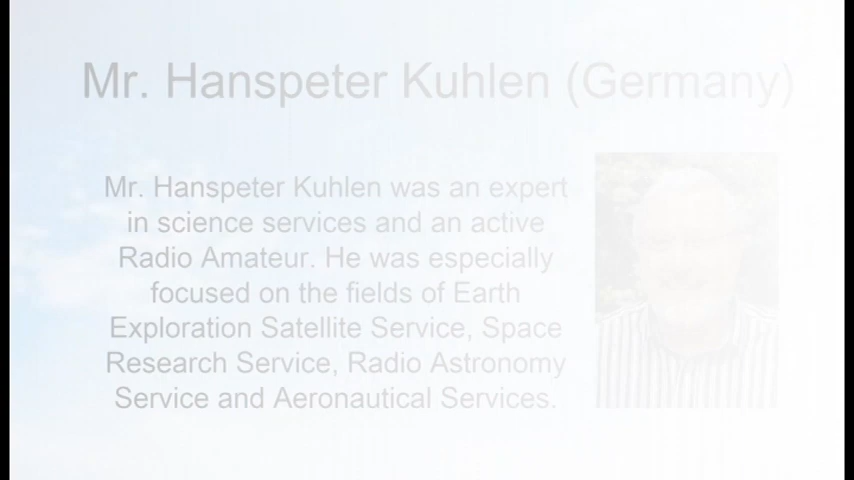 Mr. Hanspeter Kuhlen (Germany)
Mr. Hanspeter Kuhlen was an expert
in science services and an active
Radio Amateur. He was especially
focused on the fields of Earth
Exploration Satellite Service, Space
Research Service, Radio Astronomy
Service and Aeronautical Services.